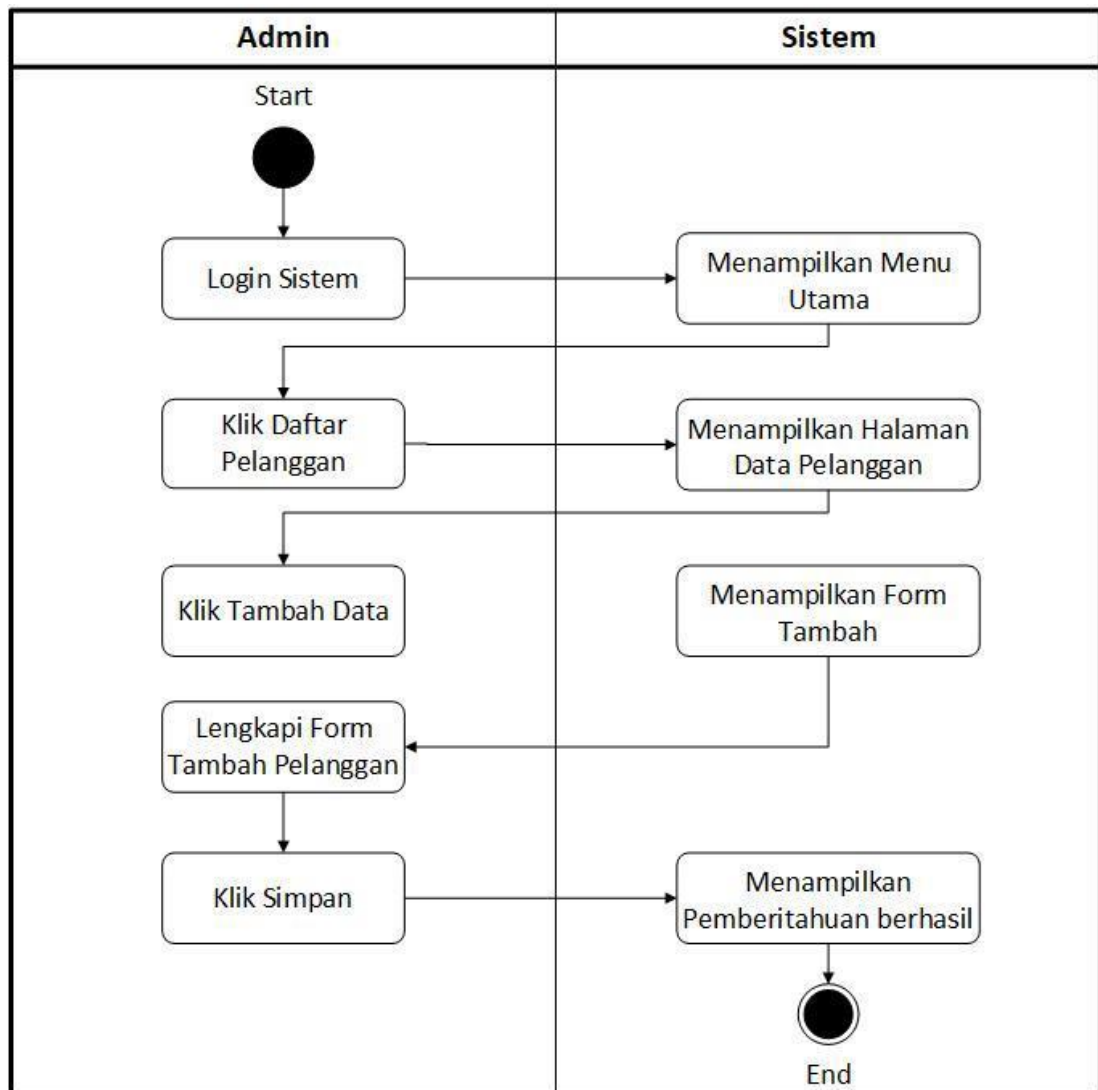 Admin
Sistem
Start
Login Sistem
Menampilkan Menu
Utama
Klik Daftar
Pelanggan
Menampilkan Halaman
Data Pelanggan
Klik Tambah Data
Menampilkan Form
Tambah
Lengkapi Form
Tambah Pelanggan
Klik Simpan
Menampilkan
Pemberitahuan berhasil
End